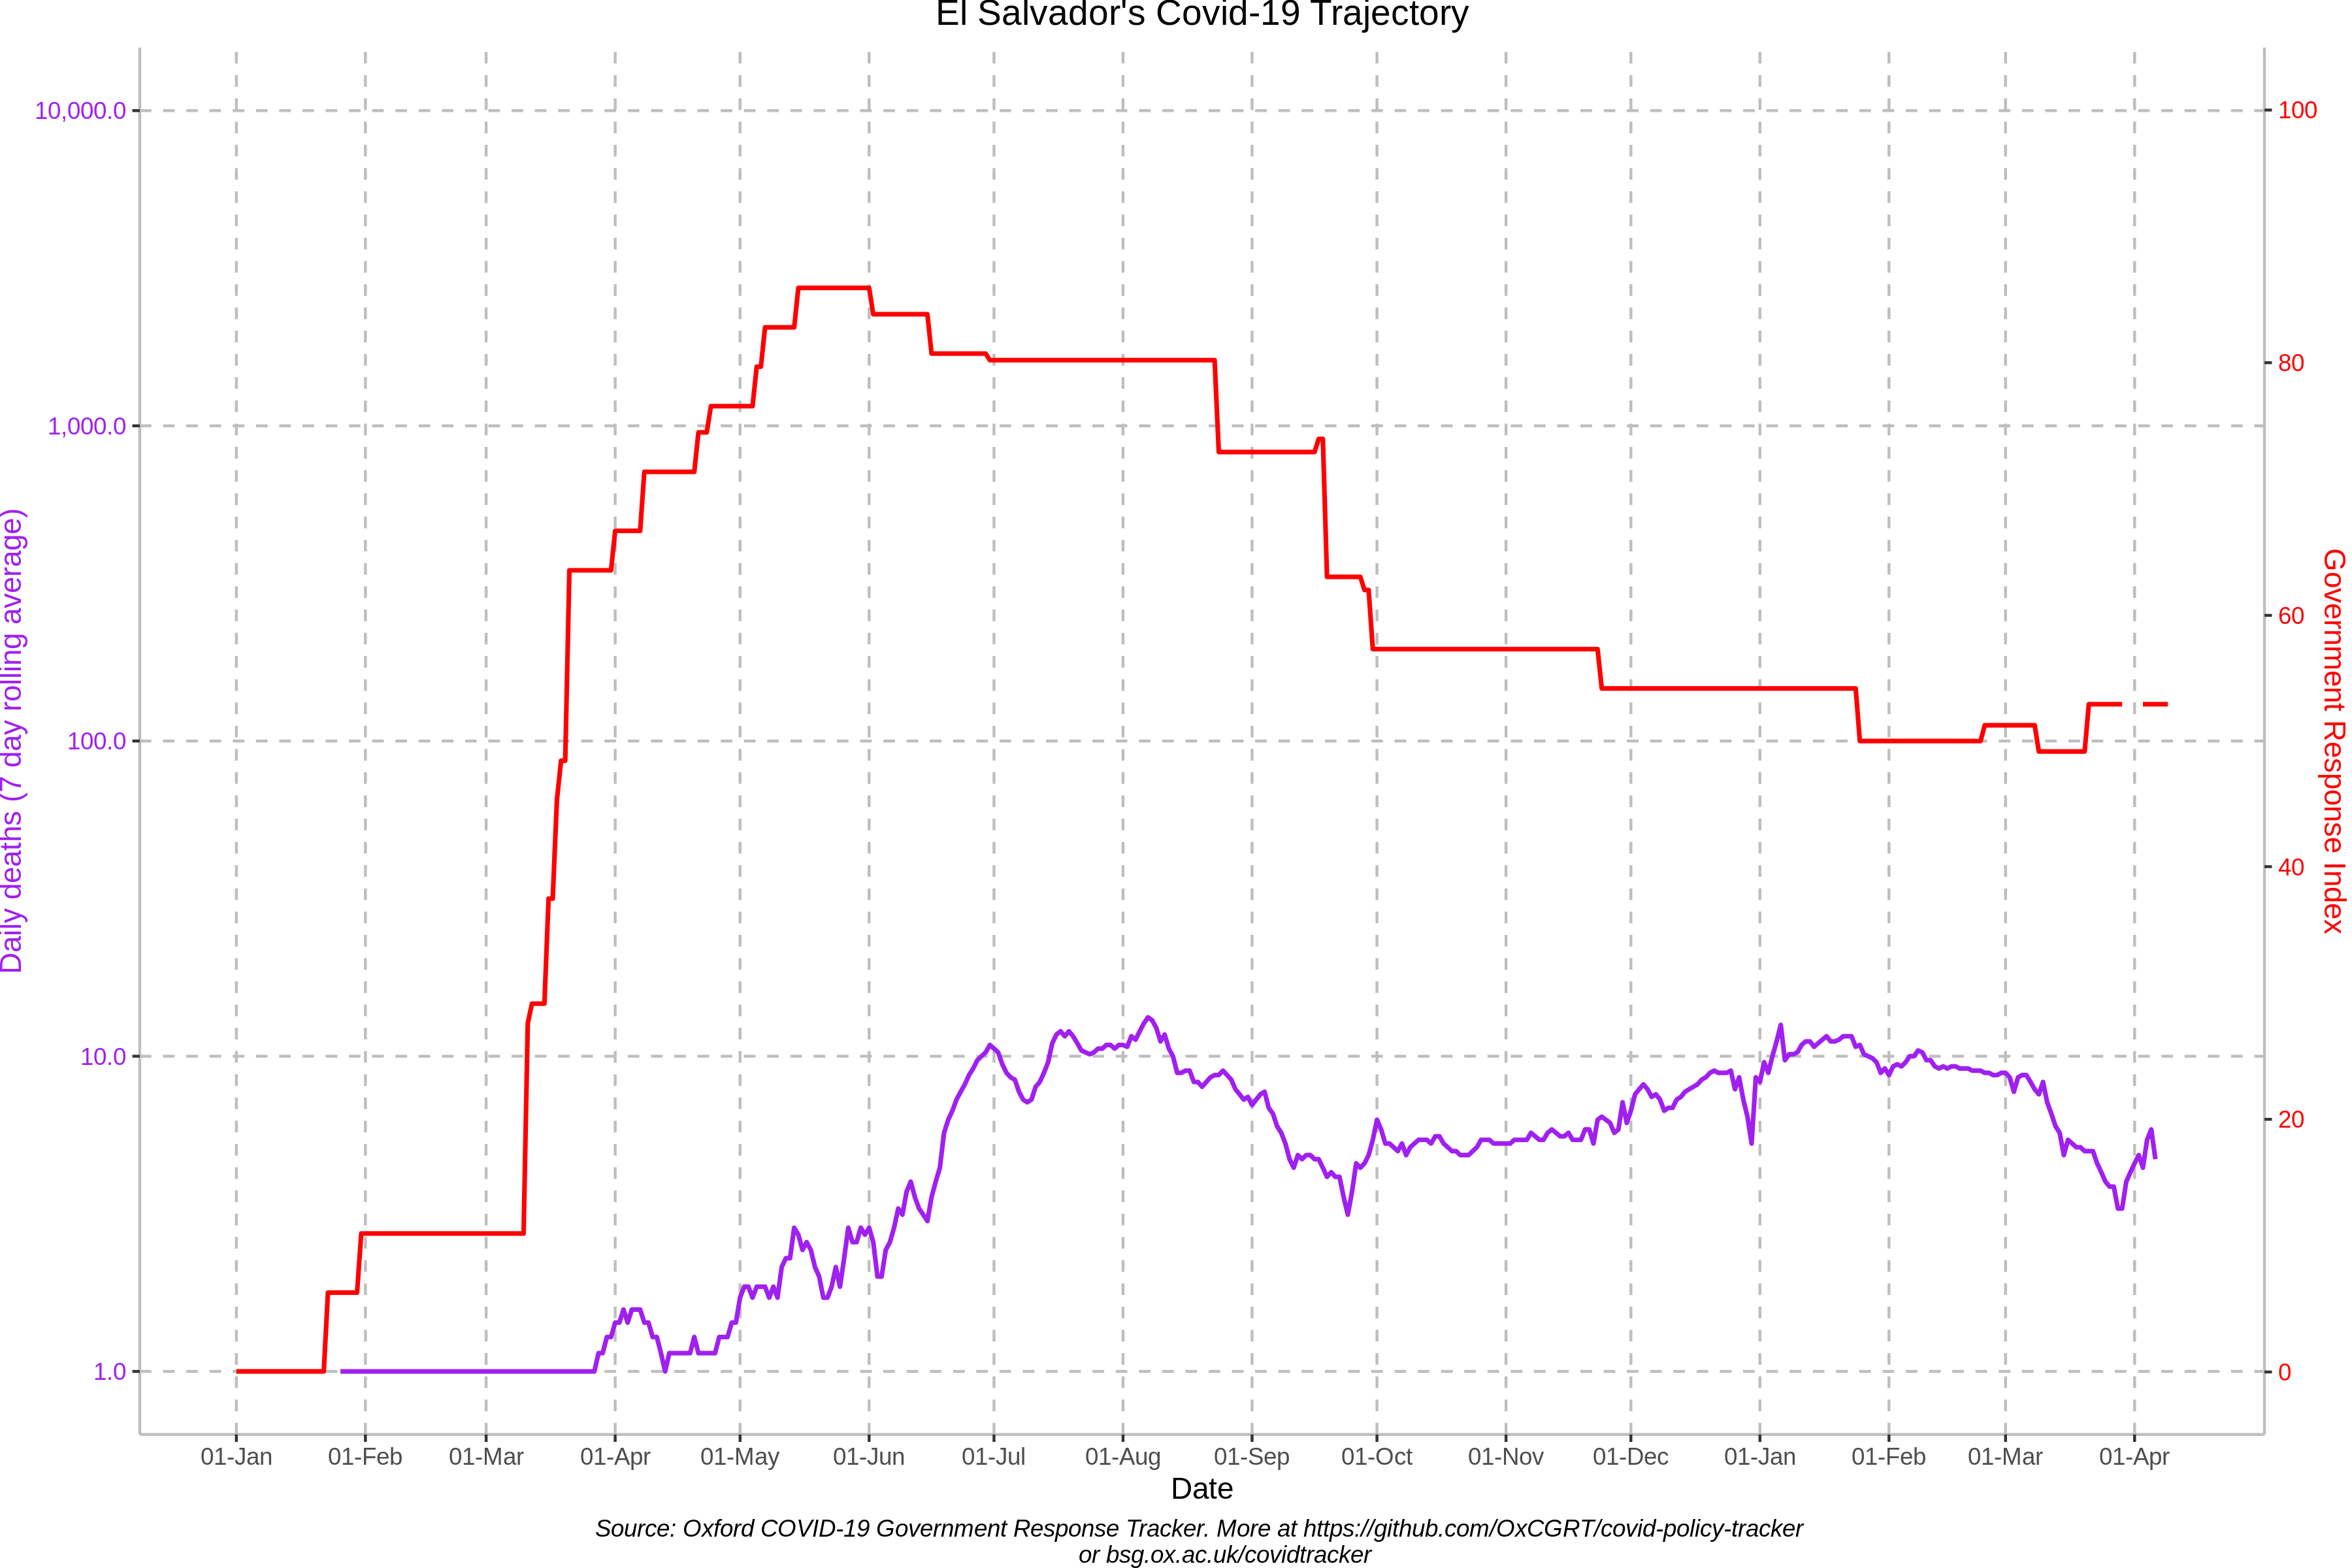 El Salvador's Covid-19 Trajectory
10,000.0
1,000.0
100.0
10.0
1.0
Daily deaths (7 day rolling average)
100
80
60
40
20
0
Government Response Index
01-Jan 01-Feb 01-Mar 01-Apr 01-May 01-Jun 01-Jul 01-Aug 01-Sep 01-Oct 01-Nov 01-Dec 01-Jan 01-Feb 01-Mar 01-Apr
Date
Source: Oxford COVID-19 Government Response Tracker. More at https://github.com/OxCGRT/covid-policy-tracker
or bsg.ox.ac.uk/covidtracker